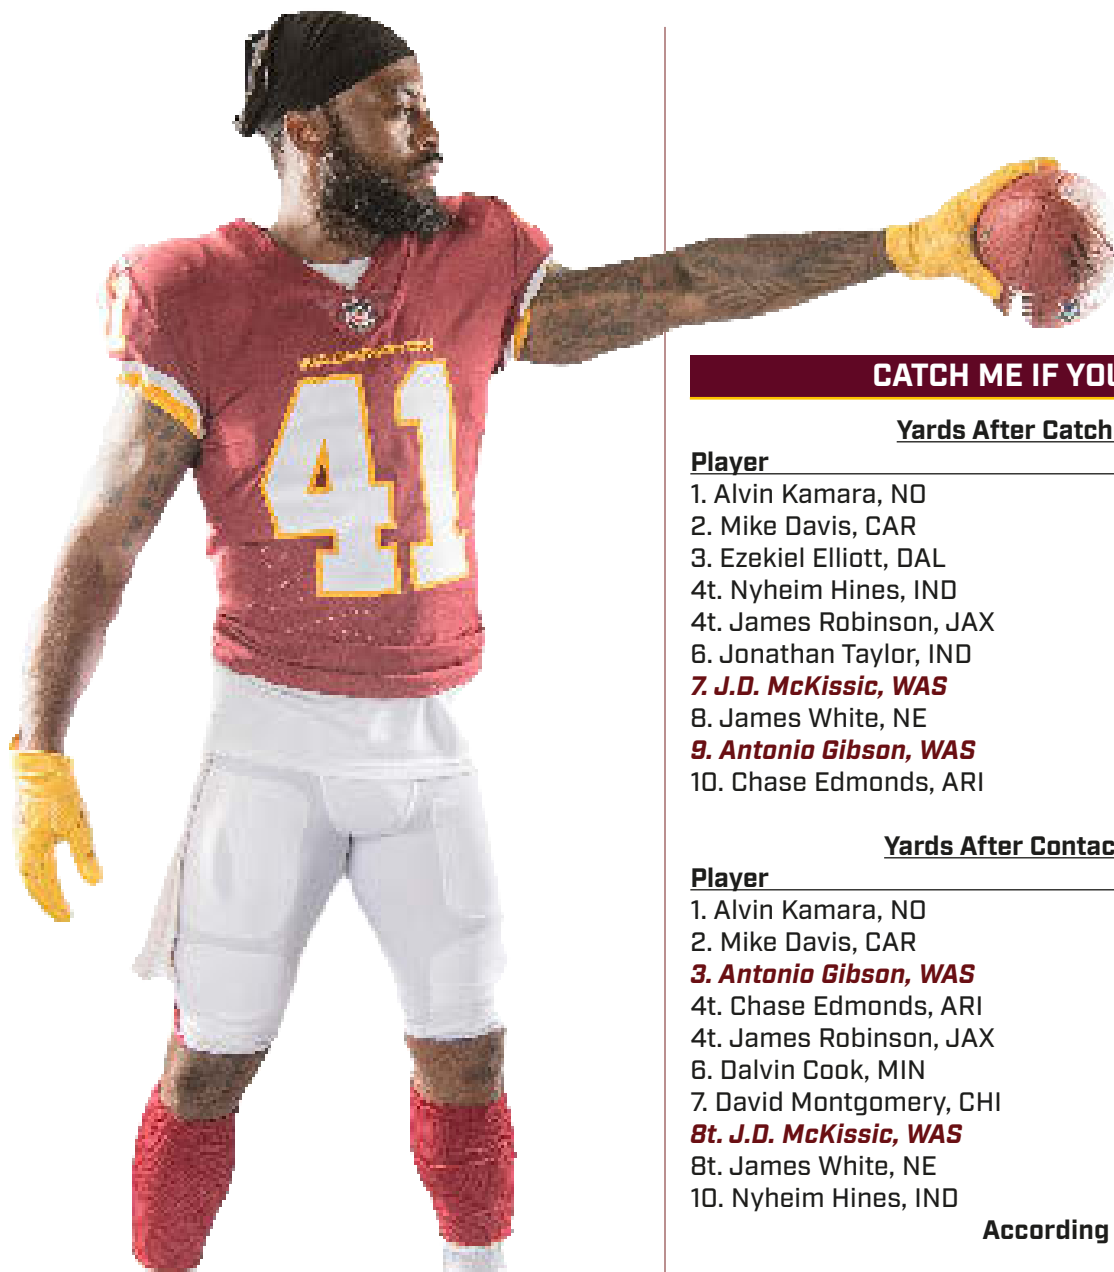 WASHINGTON
41
CATCH ME IF YOU
Yards After Catch
Player
1. Alvin Kamara, NO
2. Mike Davis, CAR
3. Ezekiel Elliott, DAL
4t. Nyheim Hines, IND
4t. James Robinson, JAX
6. Jonathan Taylor, IND
7. J.D. McKissic, WAS
8. James White, NE
9. Antonio Gibson, WAS
10. Chase Edmonds, ARI
Yards After Contac
Player
1. Alvin Kamara, NO
2. Mike Davis, CAR
3. Antonio Gibson, WAS
4t. Chase Edmonds, ARI
4t. James Robinson, JAX
6. Dalvin Cook, MIN
7. David Montgomery, CHI
8t. J.D. McKissic, WAS
8t. James White, NE
10. Nyheim Hines, IND
According